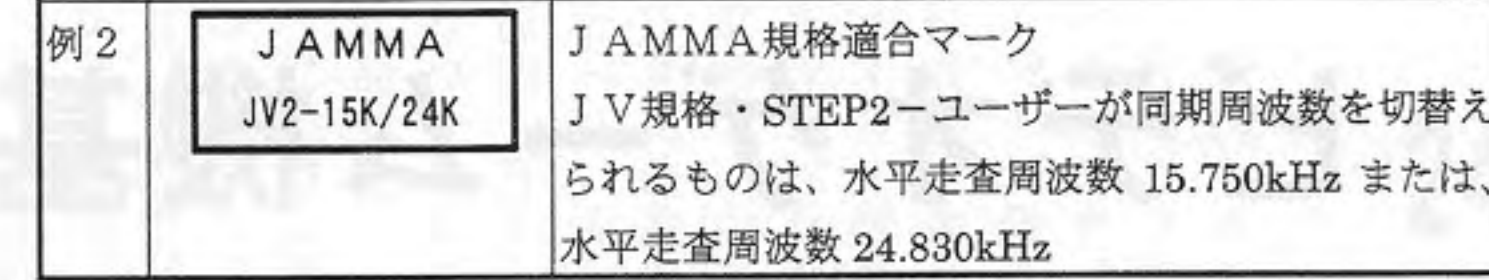 例2
ＪＡＭＭＡ
JV2-15K/24K
ＪＡＭＭＡ規格適合マーク
ＪＶ規格・STEP2－ユーザーが同期周波数を切替え
られるものは、水平走査周波数 15.750kHz または、
水平走査周波数 24.830kHz